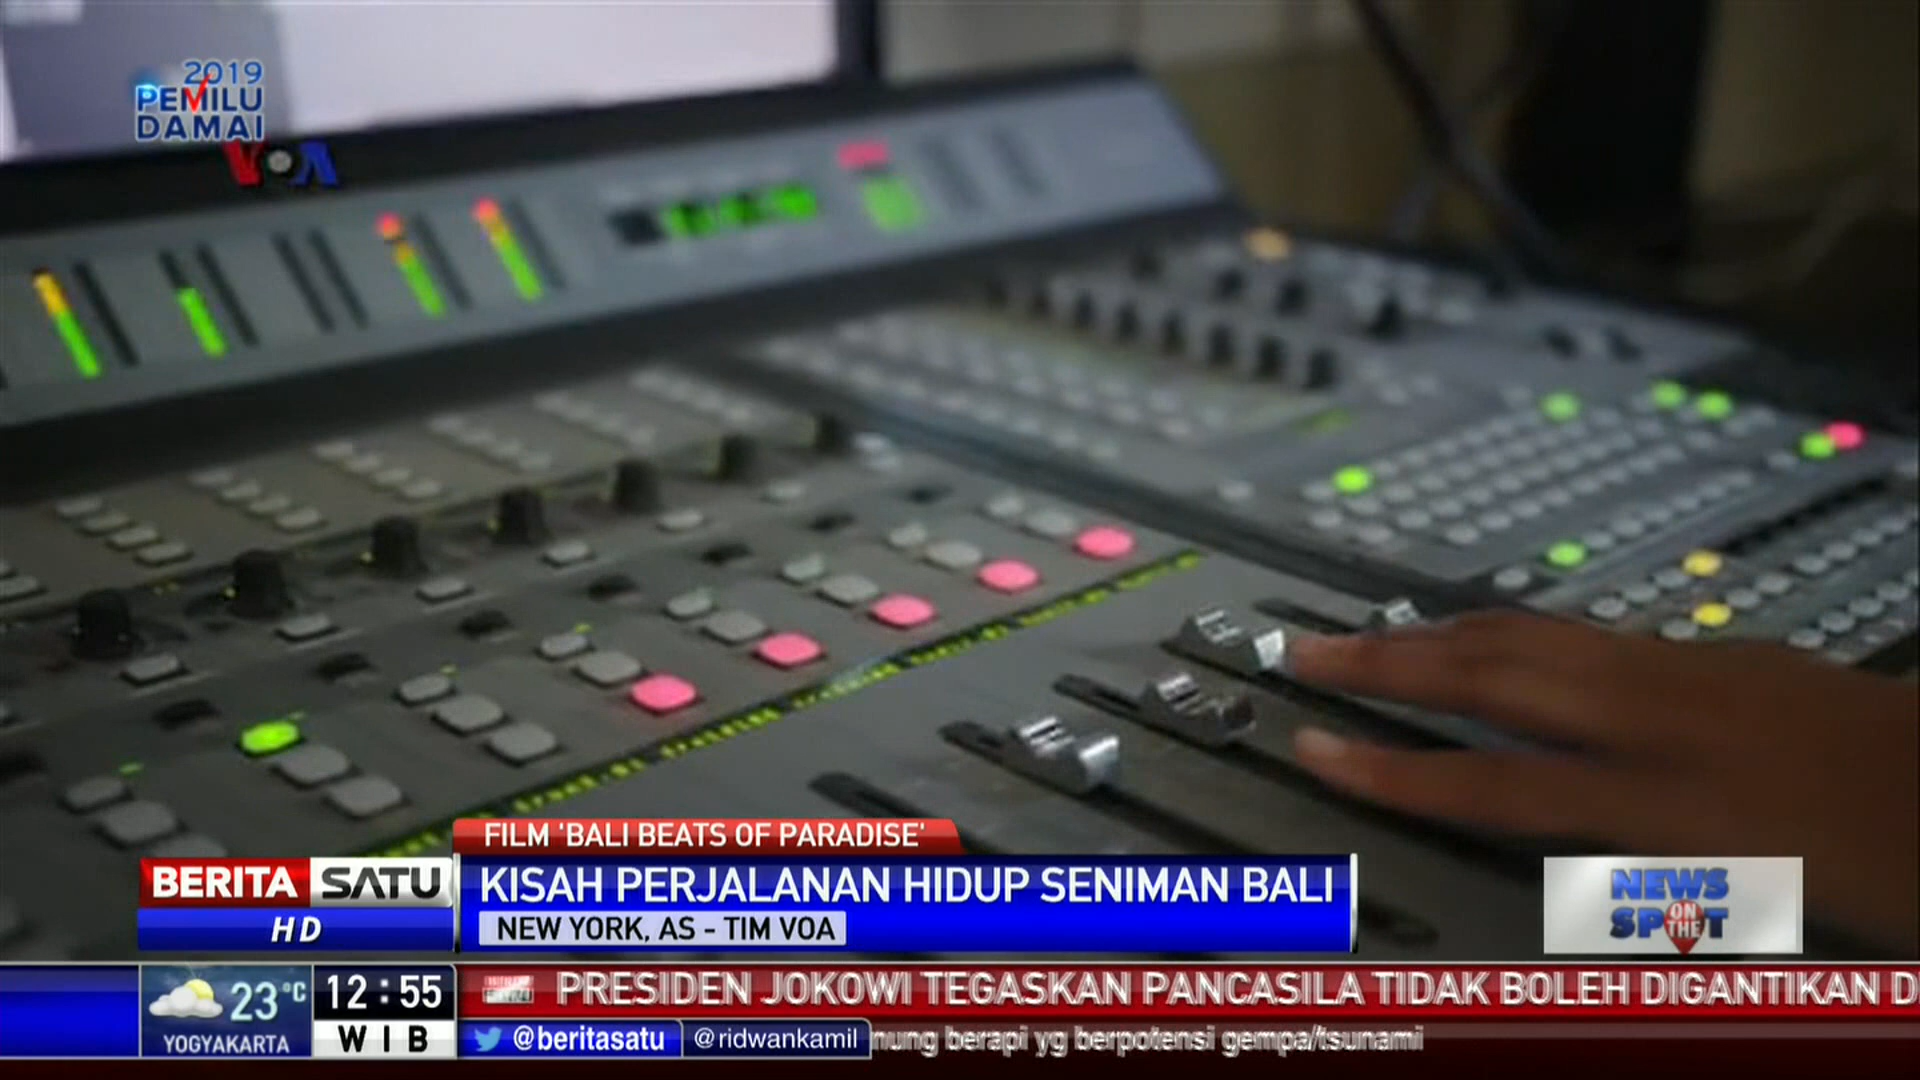 2019
PEMILU
DAMAI
VOA
FILM 'BALI BEATS OF PARADISE'
BERITA SATU
HD
KISAH PERJALANAN HIDUP SENIMAN BALI
NEW YORK, AS - TIM VOA
NEWS
ON THE
SPOT
23°C
YOGYAKARTA
12:55
WIB
PRESIDEN JOKOWI TEGASKAN PANCASILA TIDAK BOLEH DIGANTIKAN D
@beritasatu
@ridwankamil
nung berapi yg berpotensi gempa/tsunami